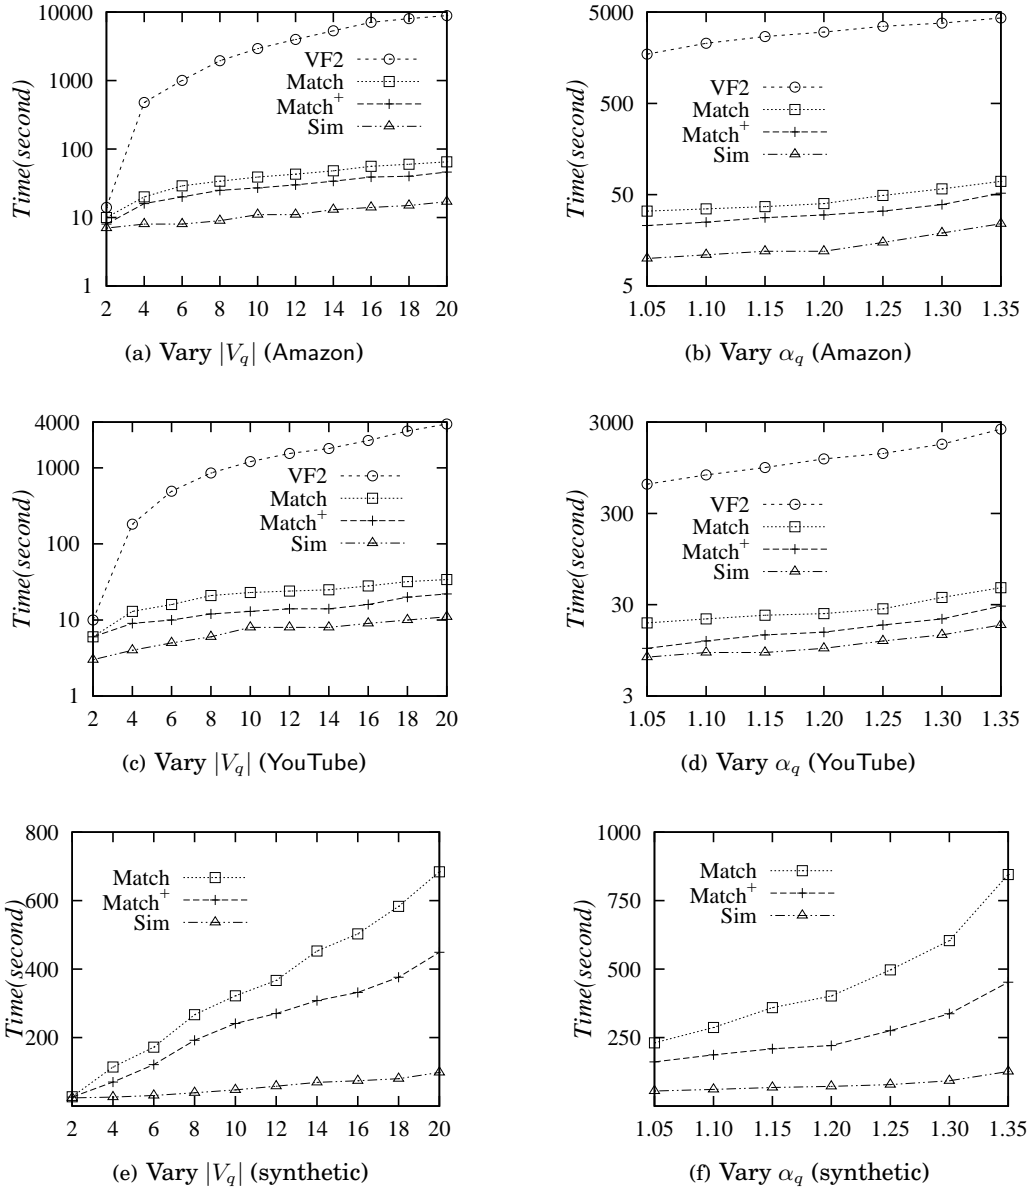 10000
1000
100
10
1
Time(second)
VF2
Match
Match+
Sim
2 4 6 8 10 12 14 16 18 20
(a) Vary |Vq| (Amazon)
5000
500
50
5
Time(second)
VF2
Match
Match+
Sim
1.05 1.10 1.15 1.20 1.25 1.30 1.35
(b) Vary αq (Amazon)
4000
1000
100
10
1
Time(second)
VF2
Match
Match+
Sim
2 4 6 8 10 12 14 16 18 20
(c) Vary |Vq| (YouTube)
3000
300
30
3
Time(second)
VF2
Match
Match+
Sim
1.05 1.10 1.15 1.20 1.25 1.30 1.35
(d) Vary αq (YouTube)
800
600
400
200
Time(second)
Match
Match+
Sim
2 4 6 8 10 12 14 16 18 20
(e) Vary |Vq| (synthetic)
1000
750
500
250
Time(second)
Match
Match+
Sim
1.05 1.10 1.15 1.20 1.25 1.30 1.35
(f) Vary αq (synthetic)